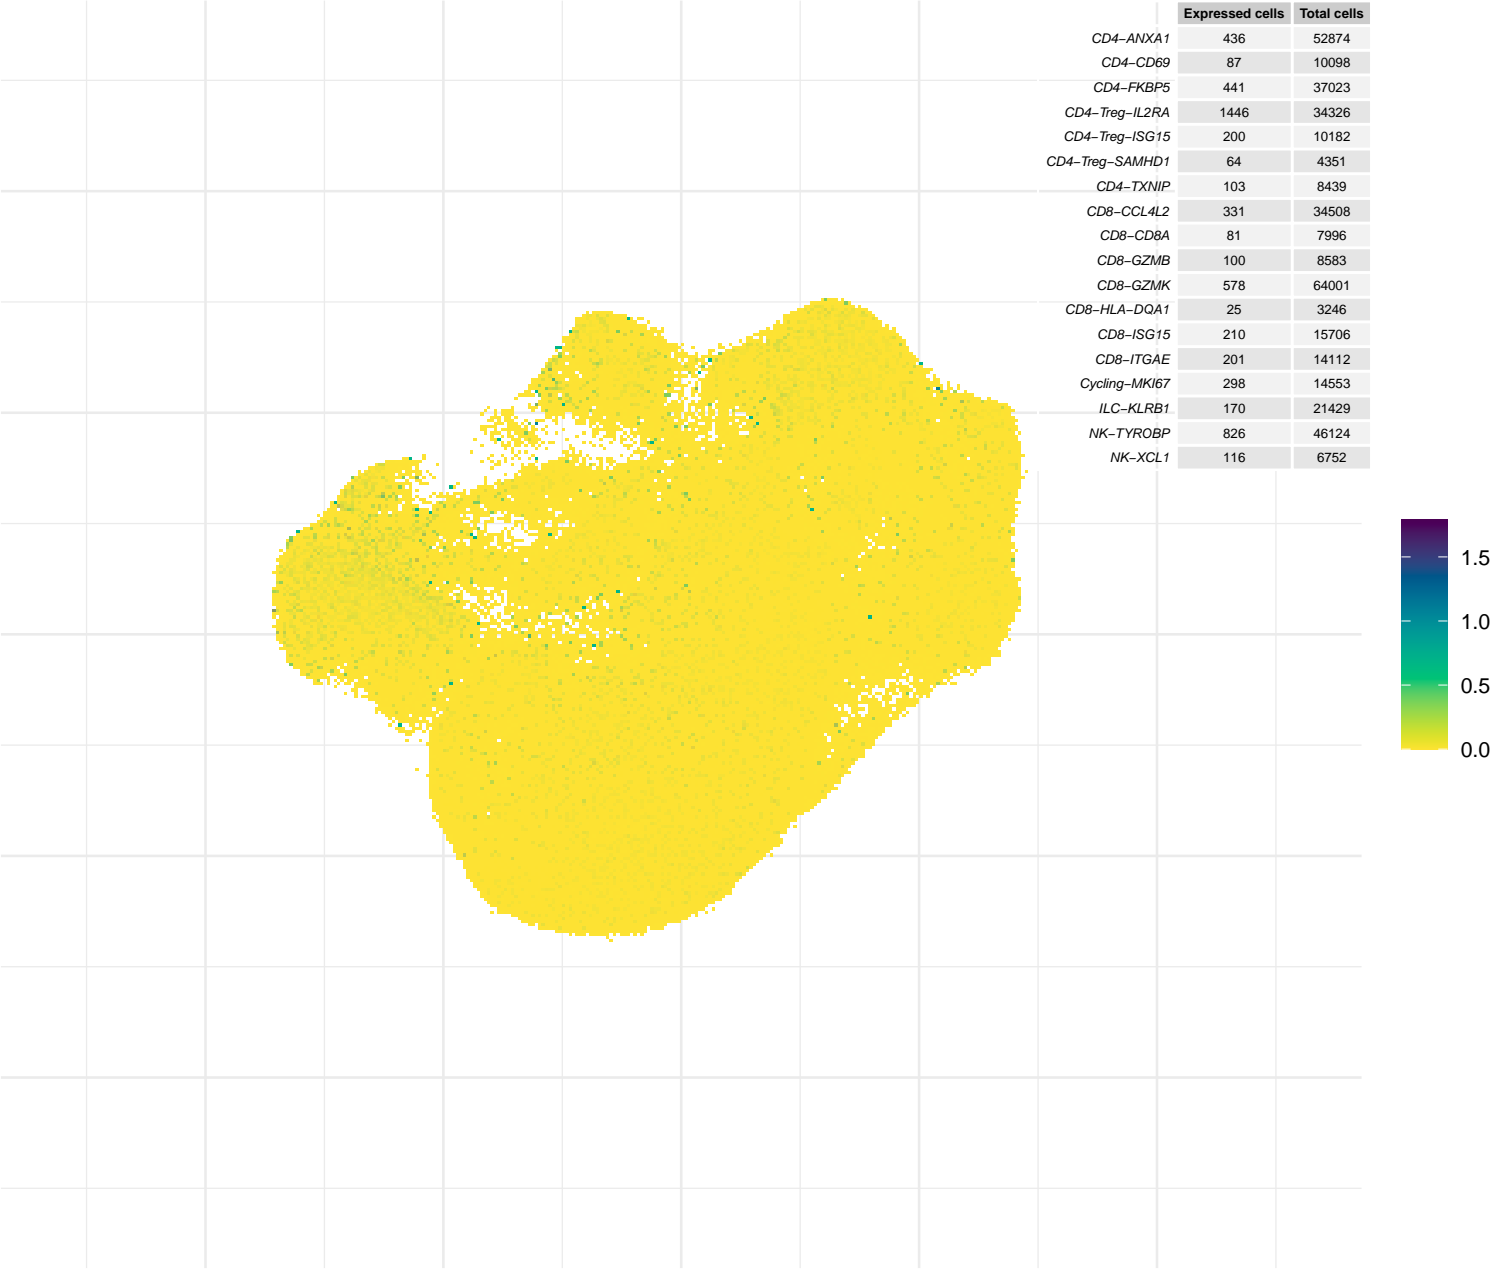 Expressed cells Total cells
CD4−ANXA1 436 52874
CD4−CD69 87 10098
CD4−FKBP5 441 37023
CD4−Treg−IL2RA 1446 34326
CD4−Treg−ISG15 200 10182
CD4−Treg−SAMHD1 64 4351
CD4−TXNIP 103 8439
CD8−CCL4L2 331 34508
CD8−CD8A 81 7996
CD8−GZMB 100 8583
CD8−GZMK 578 64001
CD8−HLA−DQA1 25 3246
CD8−ISG15 210 15706
CD8−ITGAE 201 14112
Cycling−MKI67 298 14553
ILC−KLRB1 170 21429
NK−TYROBP 826 46124
NK−XCL1 116 6752
1.5
1.0
0.5
0.0